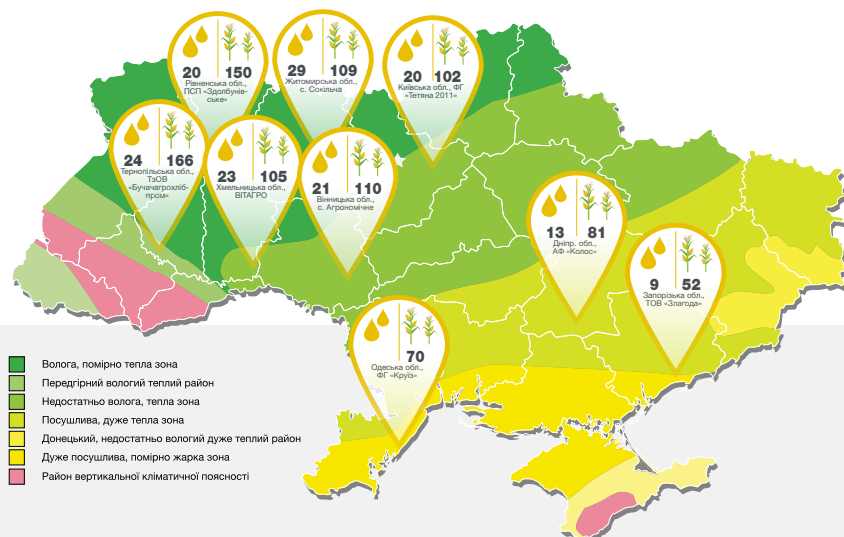 20 150
Рівненська обл.,
ПСП «Здолбунів-
ське»
29 109
Житомирська обл.,
с. Сокільча
20 102
Київська обл., ФГ
«Тетяна 2011»
24 166
Тернопільська обл.,
ТзОВ
«Бучачагрохліб-
пром»
23 105
Хмельницька обл.,
ВІТАГРО
21 110
Вінницька обл.,
с. Агрономічне
13 81
Дніпр. обл.,
АФ «Колос»
9 52
Запорізька обл.,
ТОВ «Злагода»
70
Одеська обл.,
ФГ «Круїз»
Волога, помірно тепла зона
Передгірний вологий теплий район
Недостатньо волога, тепла зона
Посушлива, дуже тепла зона
Донецький, недостатньо вологий дуже теплий район
Дуже посушлива, помірно жарка зона
Район вертикальної кліматичної поясності